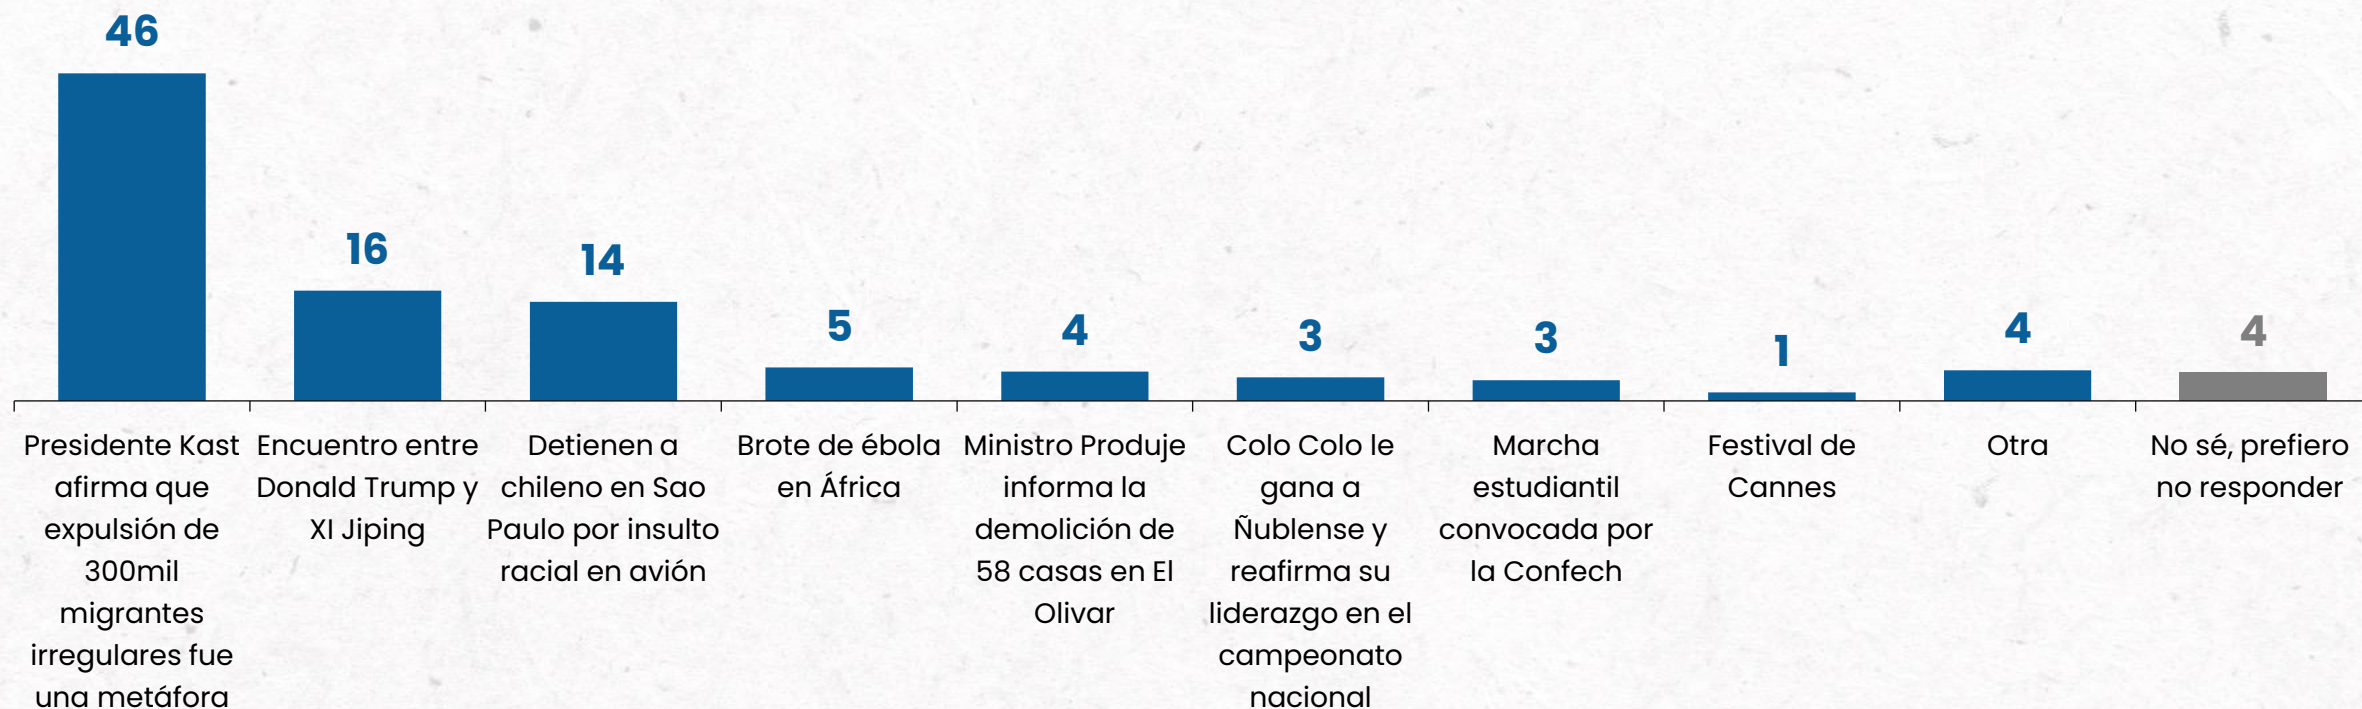 46
16
14
5
4
3
3
1
4
4
Presidente Kast
afirma que
expulsión de
300mil
migrantes
irregulares fue
una metáfora
Encuentro entre
Donald Trump y
XI Jiping
Detienen a
chileno en Sao
Paulo por insulto
racial en avión
Brote de ébola
en África
Ministro Produje
informa la
demolición de
58 casas en El
Olivar
Colo Colo le
gana a
Ñublense y
reafirma su
liderazgo en el
campeonato
nacional
Marcha
estudiantil
convocada por
la Confech
Festival de
Cannes
Otra
No sé, prefiero
no responder